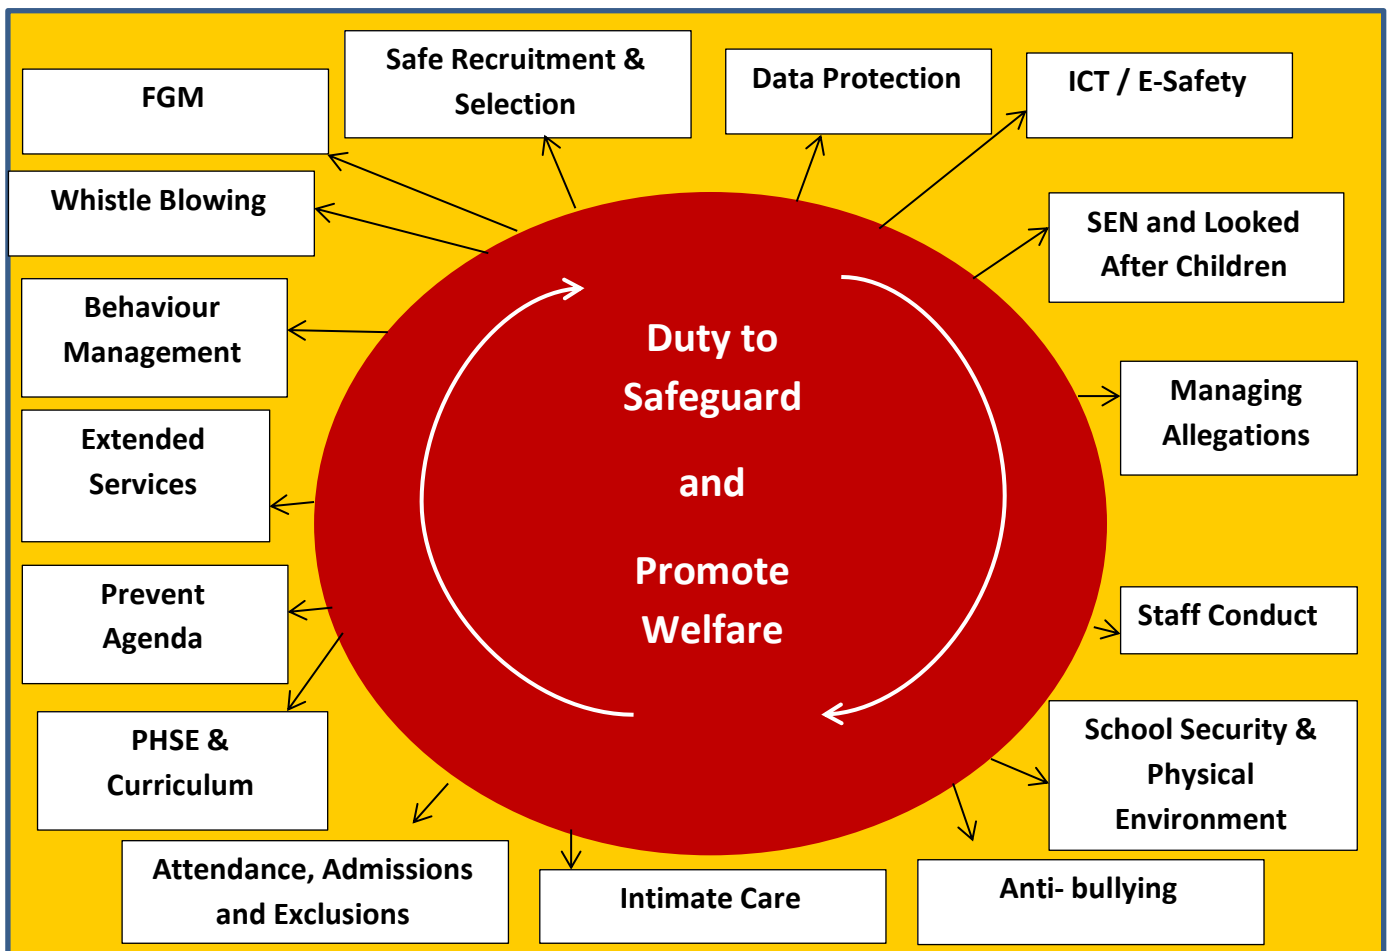 FGM
Safe Recruitment &
Selection
Data Protection
ICT / E-Safety
Whistle Blowing
SEN and Looked
After Children
Behaviour
Management
Duty to
Safeguard
and
Promote
Welfare
Managing
Allegations
Extended
Services
Prevent
Agenda
Staff Conduct
PHSE &
Curriculum
School Security &
Physical
Environment
Attendance, Admissions
and Exclusions
Intimate Care
Anti- bullying